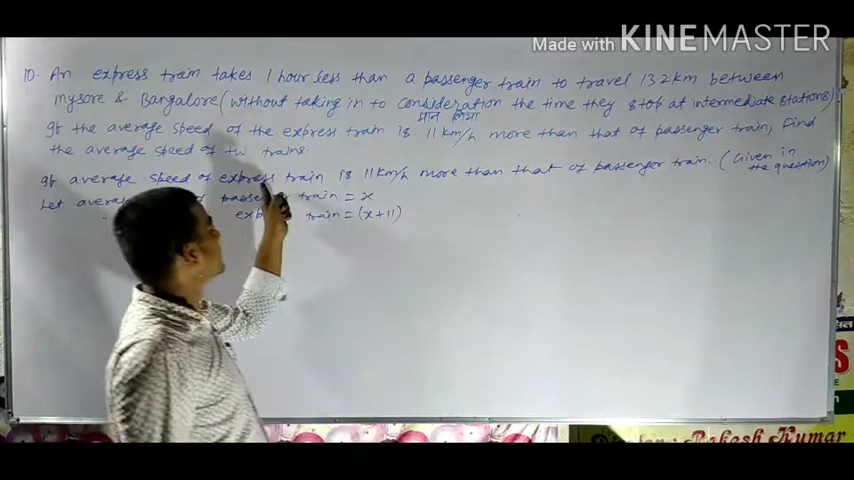 Made with KINEMASTER
10. An express train takes 1 hour less than a passenger train to travel 132 km between
Mysore & Bangalore (without taking in to consideration the time they stop at intermediate stations)
मान लिया
If the average speed of the express train is 11 km/h more than that of passenger train, Find
the average speed of tw trains.
If average speed of express train is 11 km/h more than that of passenger train. (Given in
the question)
Let train = x
train = (x+11)
Rakesh Kumar